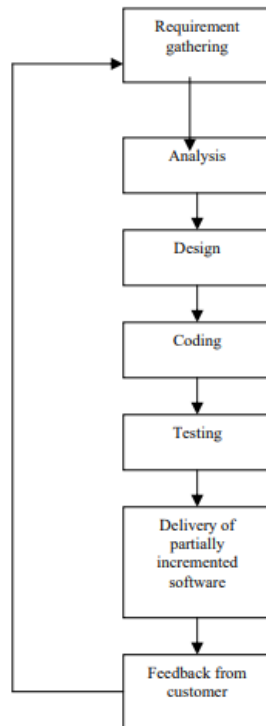 Requirement
gathering
Analysis
Design
Coding
Testing
Delivery of
partially
incremented
software
Feedback from
customer